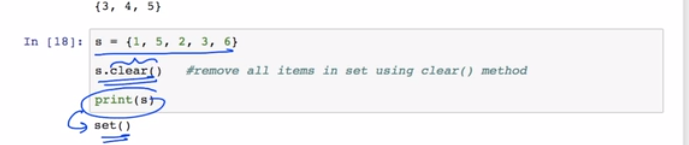 {3, 4, 5}
In [18]: s = {1, 5, 2, 3, 6}
s.clear() #remove all items in set using clear() method
print(s)
set()